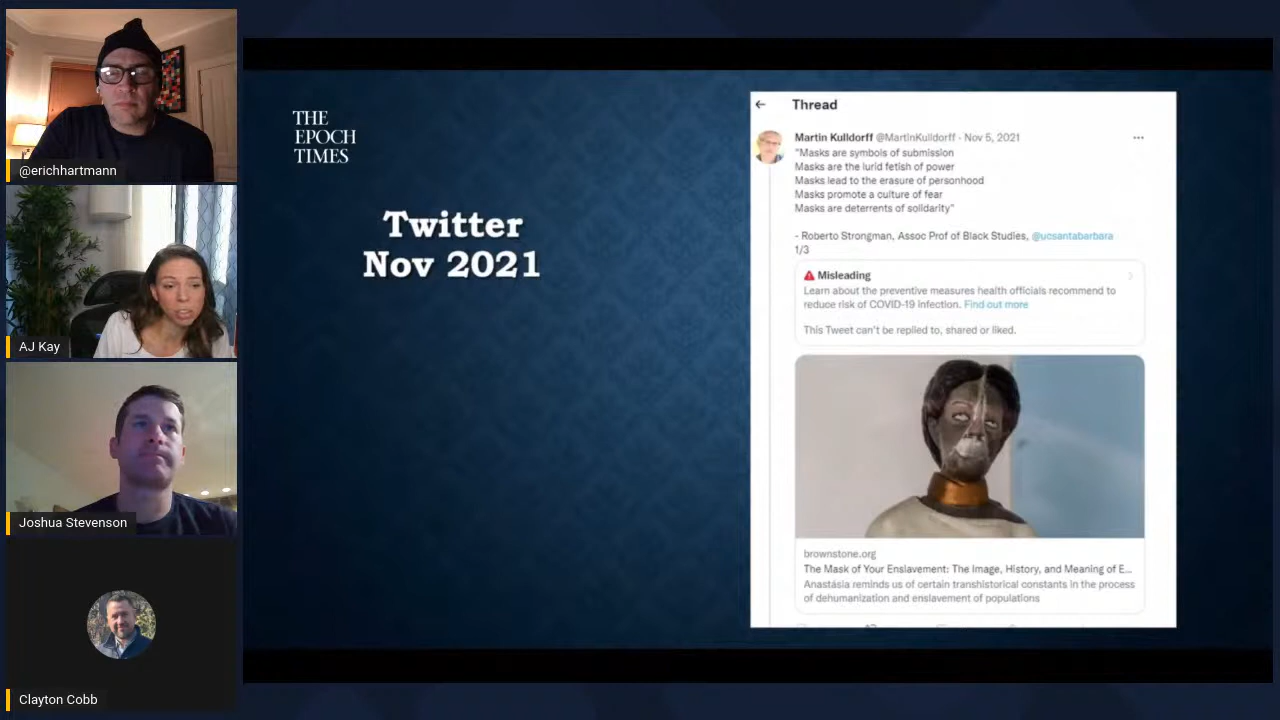 @erichhartmann
AJ Kay
Joshua Stevenson
Clayton Cobb
THE
EPOCH
TIMES
Twitter
Nov 2021
Thread
Martin Kulldorff @MartinKulldorff · Nov 5, 2021
"Masks are symbols of submission
Masks are the lurid fetish of power
Masks lead to the erasure of personhood
Masks promote a culture of fear
Masks are deterrents of solidarity"
- Roberto Strongman, Assoc Prof of Black Studies, @ucsantabarbara
1/3
Misleading
Learn about the preventive measures health officials recommend to
reduce risk of COVID-19 infection. Find out more
This Tweet can't be replied to, shared or liked.
brownstone.org
The Mask of Your Enslavement: The Image, History, and Meaning of E...
Anastásia reminds us of certain transhistorical constants in the process
of dehumanization and enslavement of populations